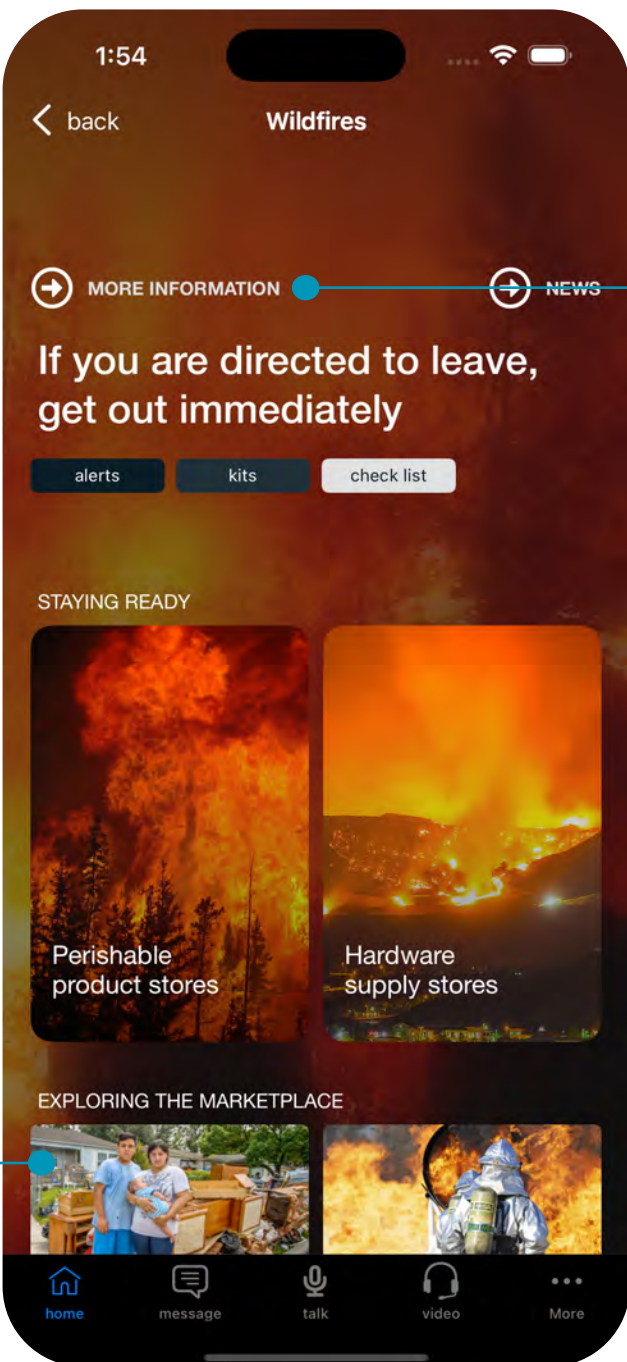 1:54
back
Wildfires
MORE INFORMATION
NEWS
If you are directed to leave,
get out immediately
alerts
kits
check list
STAYING READY
Perishable
product stores
Hardware
supply stores
EXPLORING THE MARKETPLACE
home
message
talk
video
More